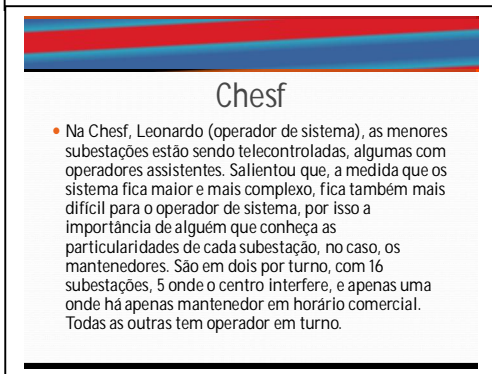 Chesf
• Na Chesf, Leonardo (operador de sistema), as menores
subestações estão sendo telecontroladas, algumas com
operadores assistentes. Salientou que, a medida que os
sistema fica maior e mais complexo, fica também mais
difícil para o operador de sistema, por isso a
importância de alguém que conheça as
particularidades de cada subestação, no caso, os
mantenedores. São em dois por turno, com 16
subestações, 5 onde o centro interfere, e apenas uma
onde há apenas mantenedor em horário comercial.
Todas as outras tem operador em turno.